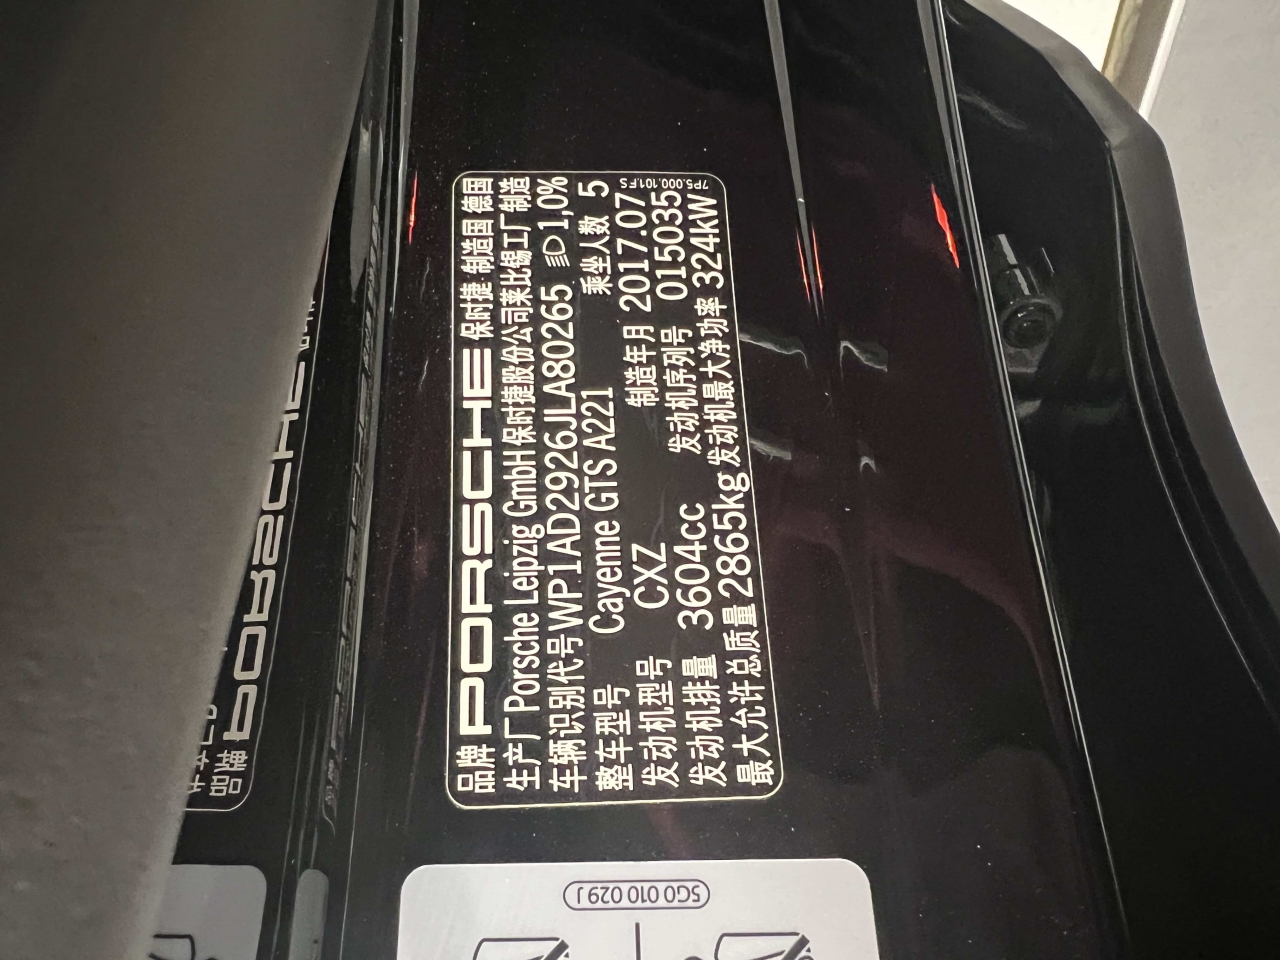 品牌 PORSCHE 保时捷 制造国 德国
生产厂 Porsche Leipzig GmbH 保时捷股份公司莱比锡工厂 制造
车辆识别代号 WP1AD2926JLA80265 1,0%
整车型号 Cayenne GTS A221 乘坐人数 5
发动机型号 CXZ 制造年月 2017.07
发动机排量 3604cc 发动机序列号 015035
最大允许总质量 2865kg 发动机最大净功率 324kW
7P5.000.101.FS
5G0 010 029 J
品牌 PORSCHE